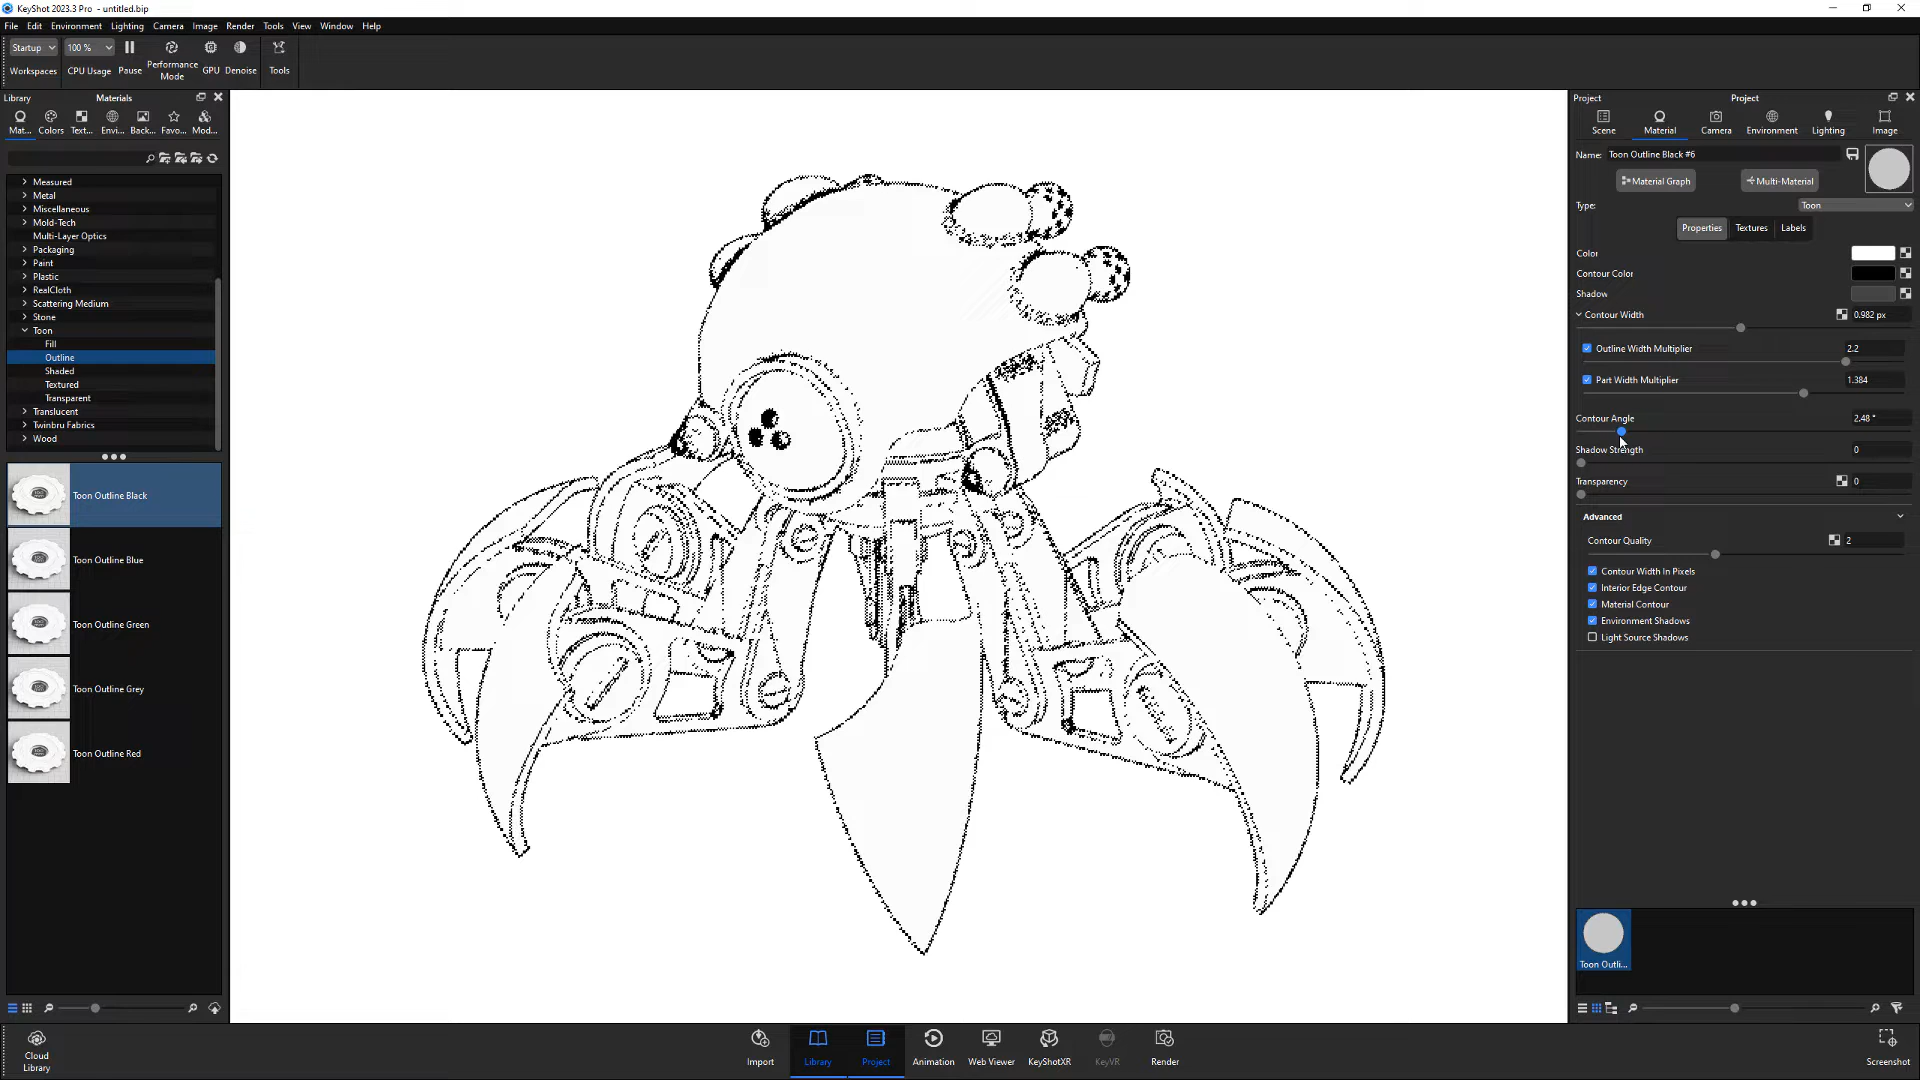 KeyShot 2023.3 Pro - untitled.bip
File Edit Environment Lighting Camera Image Render Tools View Window Help
Startup 100 %
Workspaces CPU Usage Pause Performance Mode GPU Denoise Tools
Library Materials
Mat... Colors Text... Envi... Back... Favo... Mod...
Measured
Metal
Miscellaneous
Mold-Tech
Multi-Layer Optics
Packaging
Paint
Plastic
RealCloth
Scattering Medium
Stone
Toon
Fill
Outline
Shaded
Textured
Transparent
Translucent
Twinbru Fabrics
Wood
Toon Outline Black
Toon Outline Blue
Toon Outline Green
Toon Outline Grey
Toon Outline Red
Project Project
Scene Material Camera Environment Lighting Image
Name: Toon Outline Black #6
Material Graph Multi-Material
Type: Toon
Properties Textures Labels
Color
Contour Color
Shadow
Contour Width 0.982 px
Outline Width Multiplier 2.2
Part Width Multiplier 1.384
Contour Angle 2.48 °
Shadow Strength 0
Transparency 0
Advanced
Contour Quality 2
Contour Width In Pixels
Interior Edge Contour
Material Contour
Environment Shadows
Light Source Shadows
Toon Outli...
Cloud Library
Import Library Project Animation Web Viewer KeyShotXR KeyVR Render Screenshot